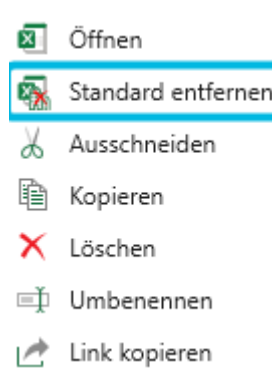 Öffnen
Standard entfernen
Ausschneiden
Kopieren
Löschen
Umbenennen
Link kopieren